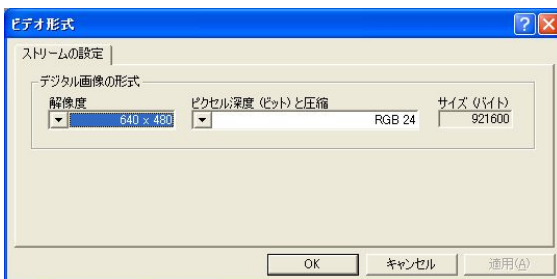 ビデオ形式
ストリームの設定
デジタル画像の形式
解像度
ピクセル深度 (ビット) と圧縮
サイズ (バイト)
640 x 480
RGB 24
921600
OK
キャンセル
適用(A)